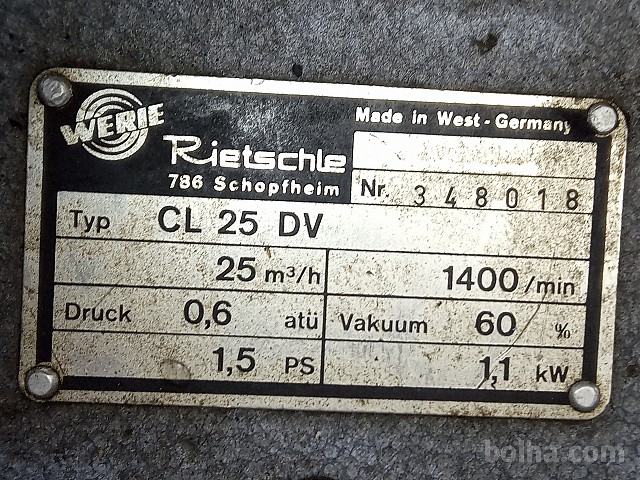 WERIE
Rietschle
786 Schopfheim
Made in West-Germany
Nr. 348018
Typ CL 25 DV
25 m³/h 1400/min
Druck 0,6 atü Vakuum 60 %
1,5 PS 1,1 kW
bolha.com